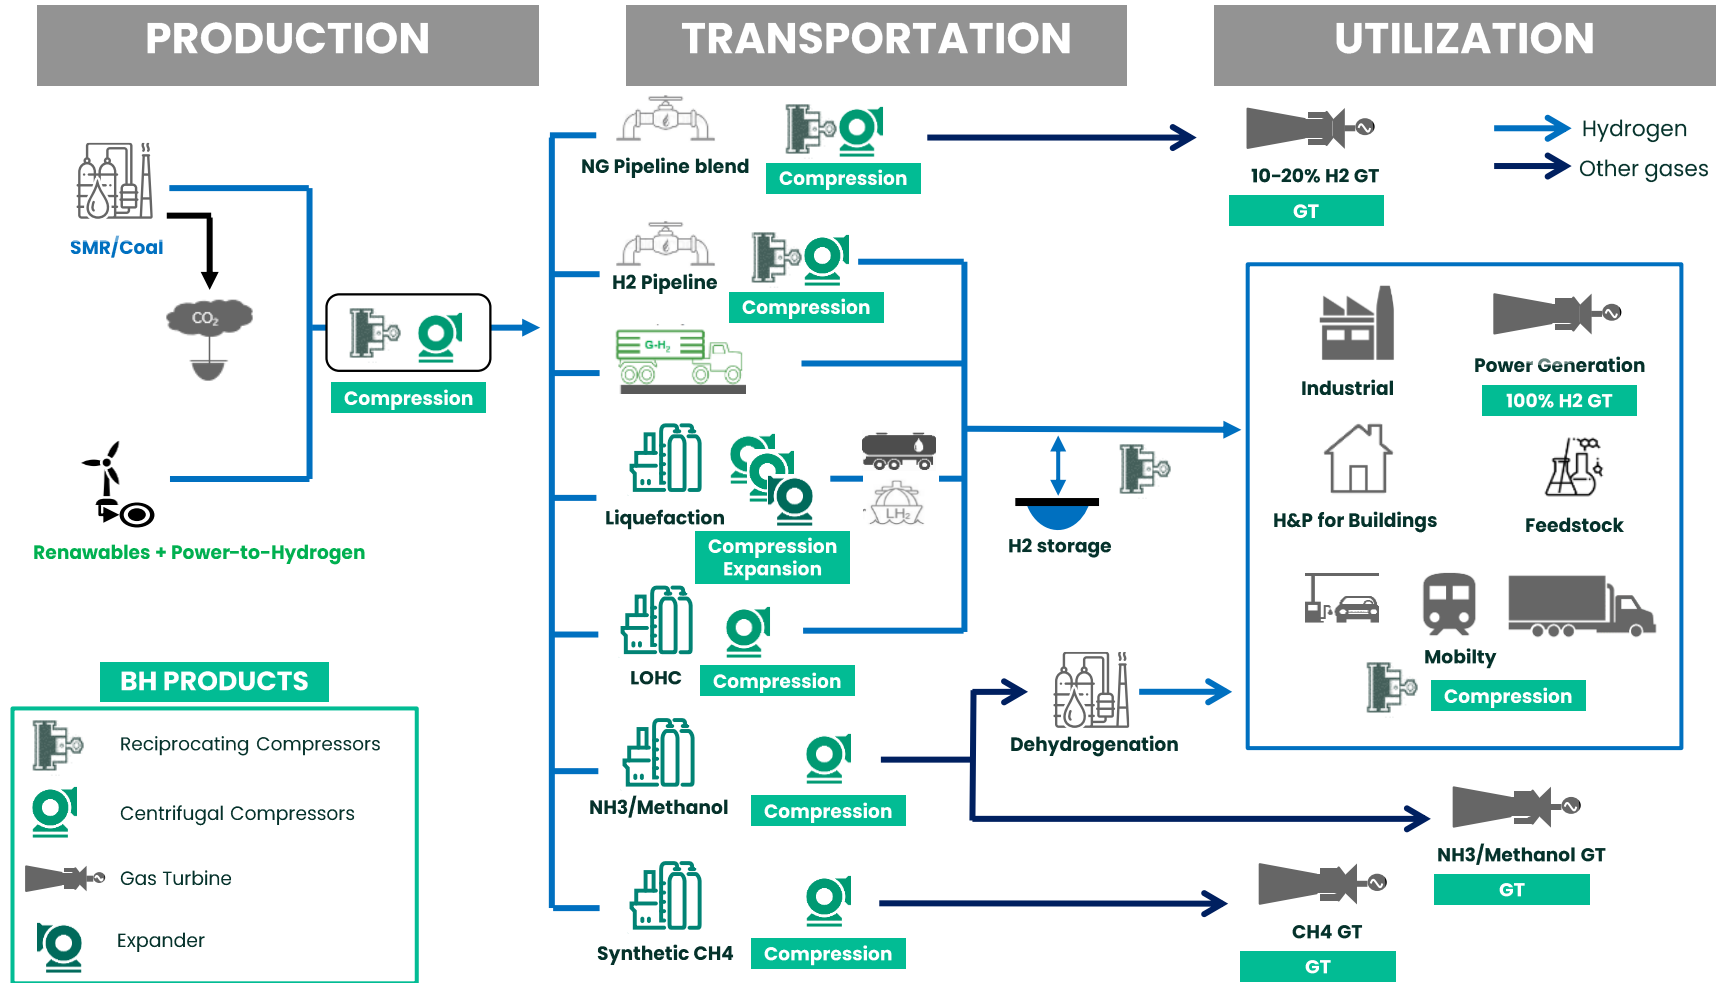 PRODUCTION
TRANSPORTATION
UTILIZATION
SMR/Coal
CO₂
Renawables + Power-to-Hydrogen
Compression
BH PRODUCTS
Reciprocating Compressors
Centrifugal Compressors
Gas Turbine
Expander
NG Pipeline blend
Compression
H2 Pipeline
Compression
G-H₂
Liquefaction
Compression
Expansion
LH₂
LOHC
Compression
NH3/Methanol
Compression
Synthetic CH4
Compression
H2 storage
Dehydrogenation
10-20% H2 GT
GT
Hydrogen
Other gases
Industrial
Power Generation
100% H2 GT
H&P for Buildings
Feedstock
Mobilty
Compression
NH3/Methanol GT
GT
CH4 GT
GT